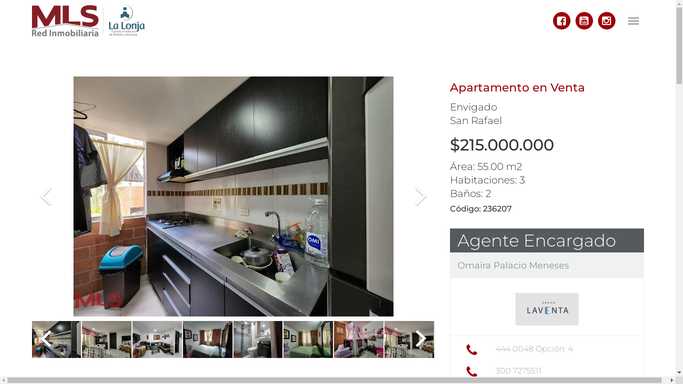 MLS
Red Inmobiliaria
La Lonja
Apartamento en Venta
Envigado
San Rafael
$215.000.000
Área: 55.00 m2
Habitaciones: 3
Baños: 2
Código: 236207
MLS
Agente Encargado
Omaira Palacio Meneses
LAVENTA
444 0048 Opción: 4
300 7275511